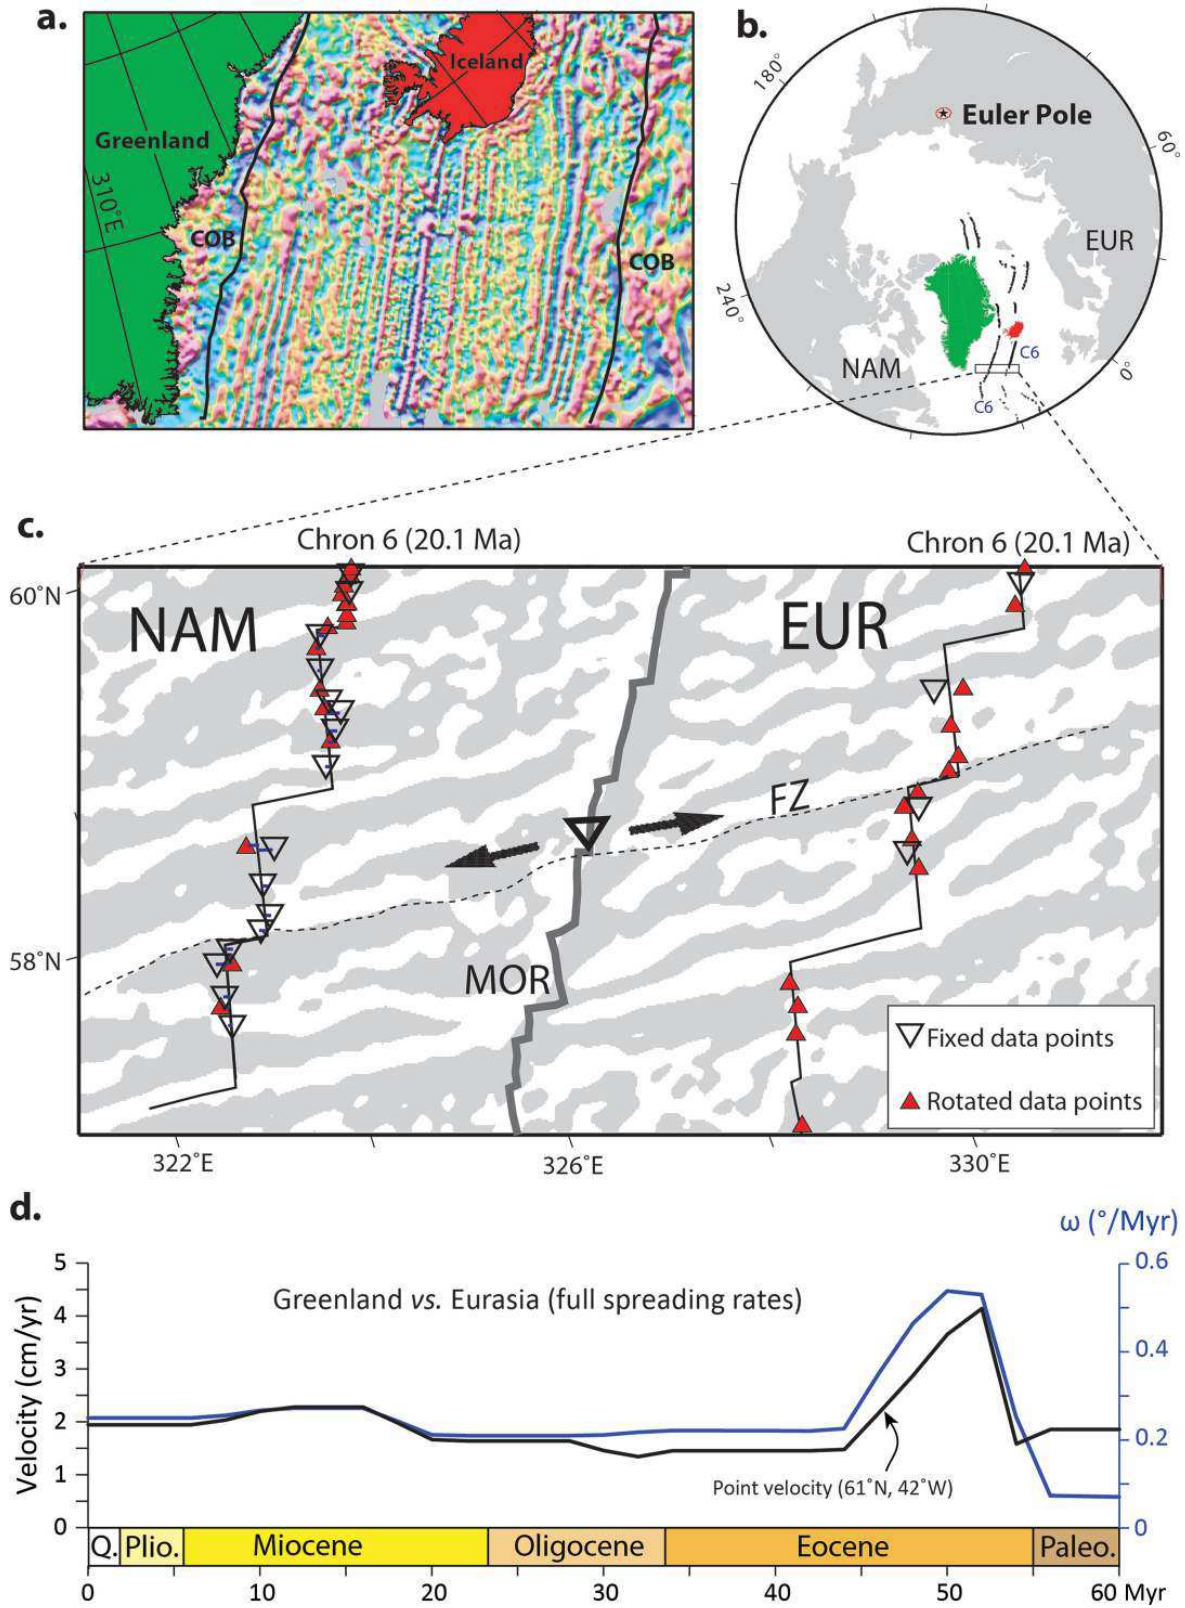 a.
Iceland
Greenland
310°E
COB
COB
b.
180°
Euler Pole
60°
EUR
240°
NAM
C6
C6
0°
c.
Chron 6 (20.1 Ma)
Chron 6 (20.1 Ma)
60°N
NAM
EUR
FZ
58°N
MOR
Fixed data points
Rotated data points
322°E
326°E
330°E
d.
ω (°/Myr)
Greenland vs. Eurasia (full spreading rates)
Velocity (cm/yr)
5
4
3
2
1
0
0.6
0.4
0.2
0
Point velocity (61°N, 42°W)
Q.
Plio.
Miocene
Oligocene
Eocene
Paleo.
0
10
20
30
40
50
60 Myr